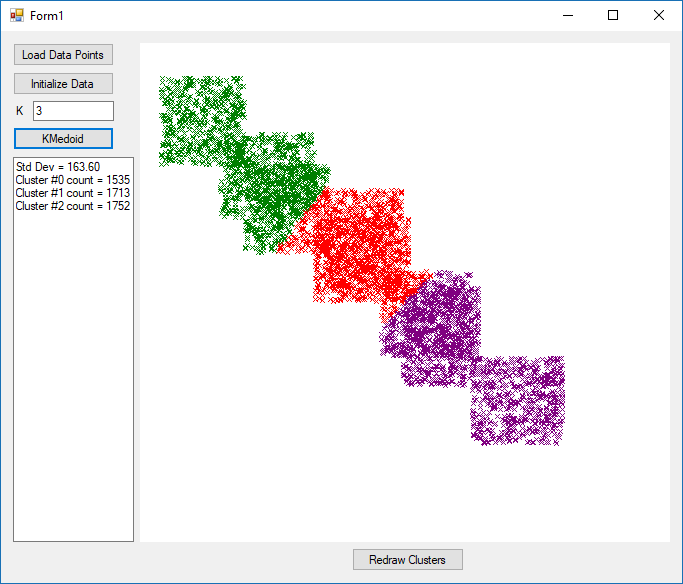 Form1
Load Data Points
Initialize Data
K 3
KMedoid
Std Dev = 163.60
Cluster #0 count = 1535
Cluster #1 count = 1713
Cluster #2 count = 1752
Redraw Clusters